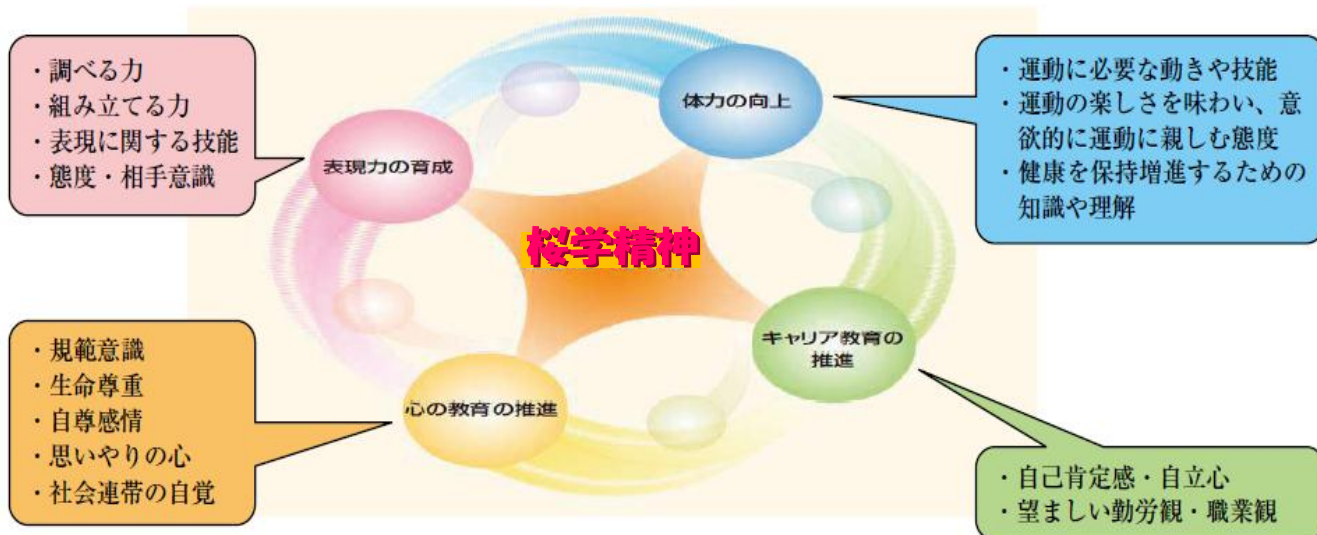 ・調べる力
・組み立てる力
・表現に関する技能
・態度・相手意識
表現力の育成
体力の向上
・運動に必要な動きや技能
・運動の楽しさを味わい、意
欲的に運動に親しむ態度
・健康を保持増進するための
知識や理解
桜学精神
・規範意識
・生命尊重
・自尊感情
・思いやりの心
・社会連帯の自覚
心の教育の推進
キャリア教育の
推進
・自己肯定感・自立心
・望ましい勤労観・職業観